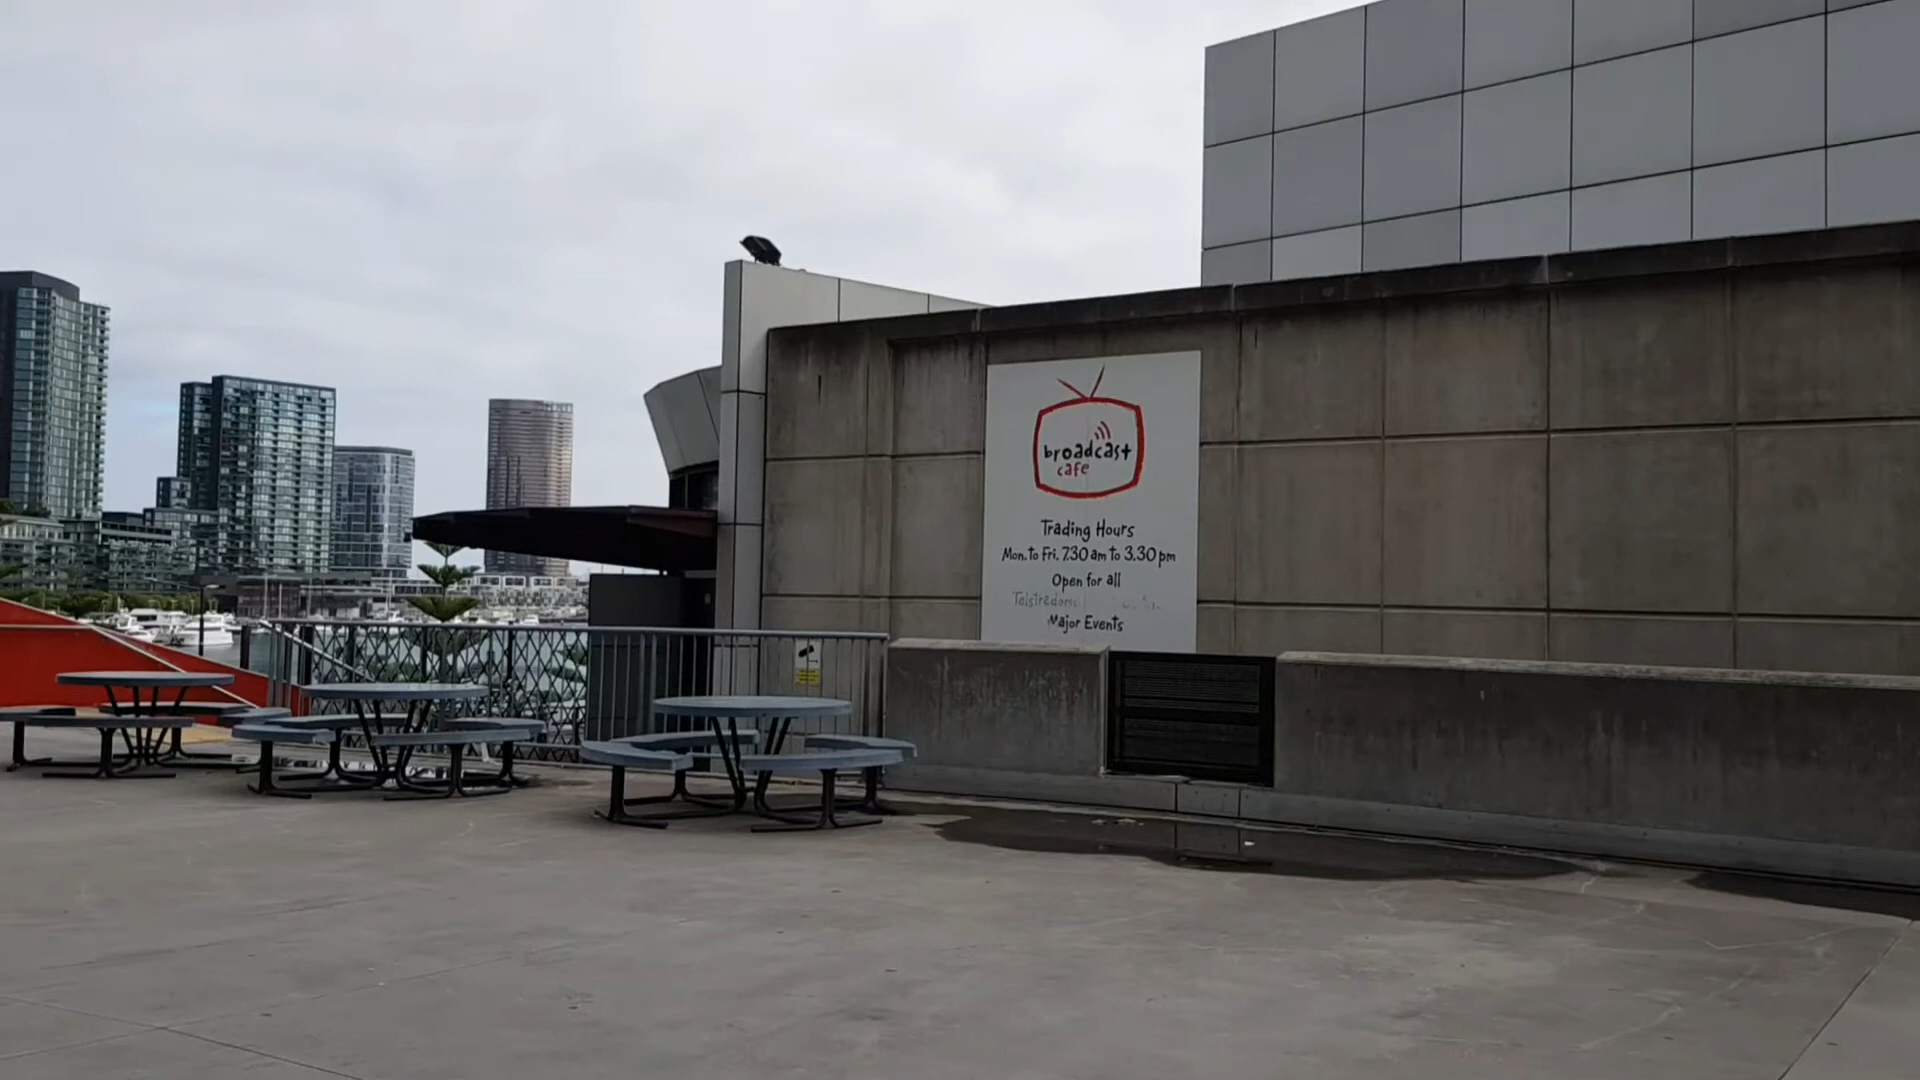 broadcast
cafe
Trading Hours
Mon. to Fri. 7.30 am to 3.30 pm
Open for all
Telstradome
Major Events